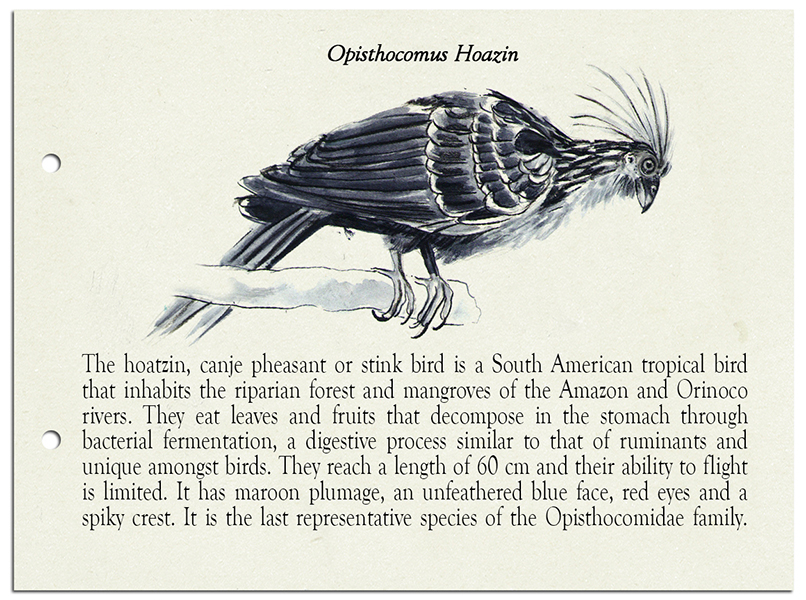 Opisthocomus Hoazin
The hoatzin, canje pheasant or stink bird is a South American tropical bird
that inhabits the riparian forest and mangroves of the Amazon and Orinoco
rivers. They eat leaves and fruits that decompose in the stomach through
bacterial fermentation, a digestive process similar to that of ruminants and
unique amongst birds. They reach a length of 60 cm and their ability to flight
is limited. It has maroon plumage, an unfeathered blue face, red eyes and a
spiky crest. It is the last representative species of the Opisthocomidae family.